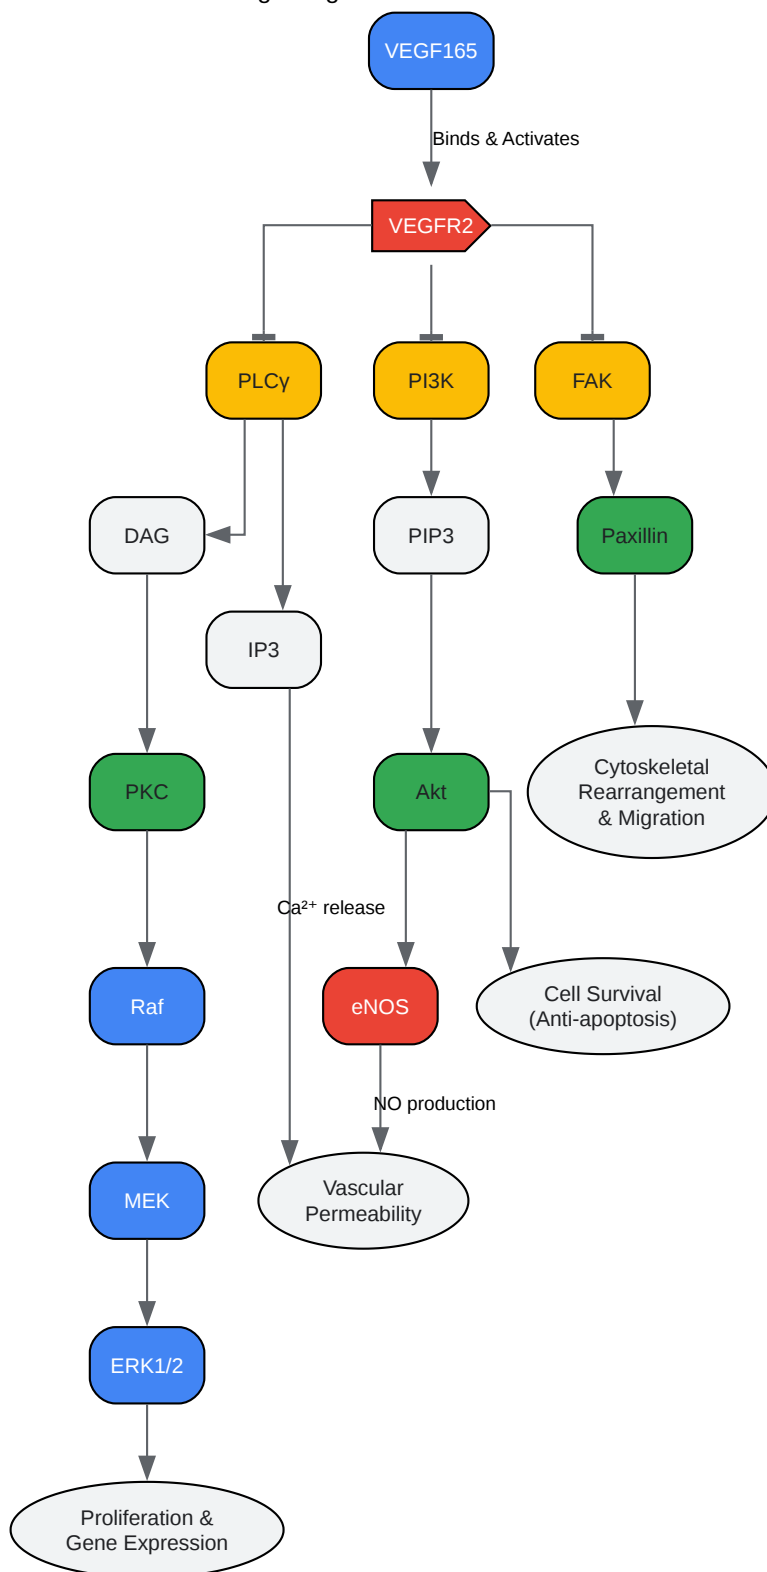 VEGF165
Binds & Activates
VEGFR2
PLCγ
PI3K
FAK
DAG
PIP3
Paxillin
IP3
Cytoskeletal
Rearrangement
& Migration
PKC
Akt
Ca²⁺ release
Raf
eNOS
Cell Survival
(Anti-apoptosis)
NO production
MEK
Vascular
Permeability
ERK1/2
Proliferation &
Gene Expression